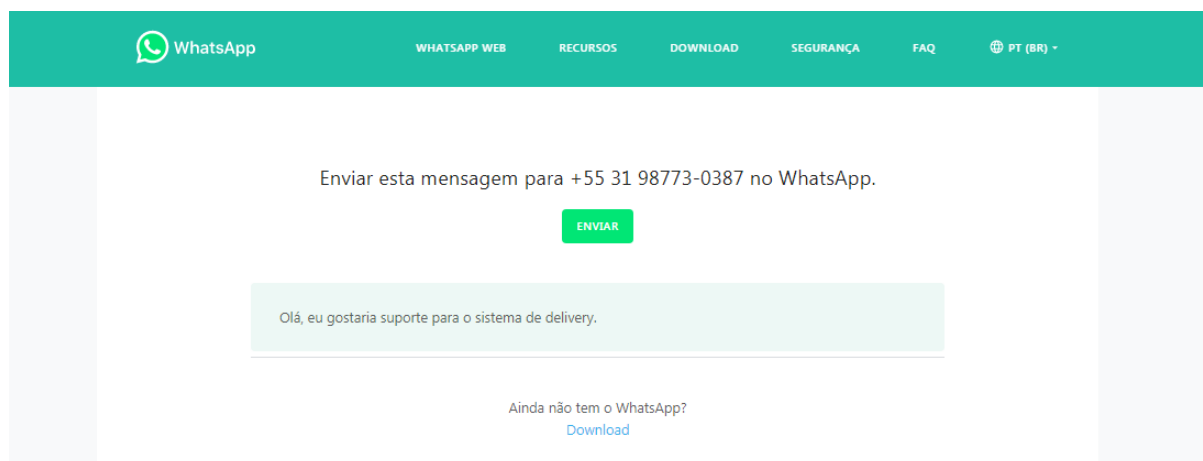 WhatsApp WHATSAPP WEB RECURSOS DOWNLOAD SEGURANÇA FAQ PT (BR)
Enviar esta mensagem para +55 31 98773-0387 no WhatsApp.
ENVIAR
Olá, eu gostaria suporte para o sistema de delivery.
Ainda não tem o WhatsApp?
Download